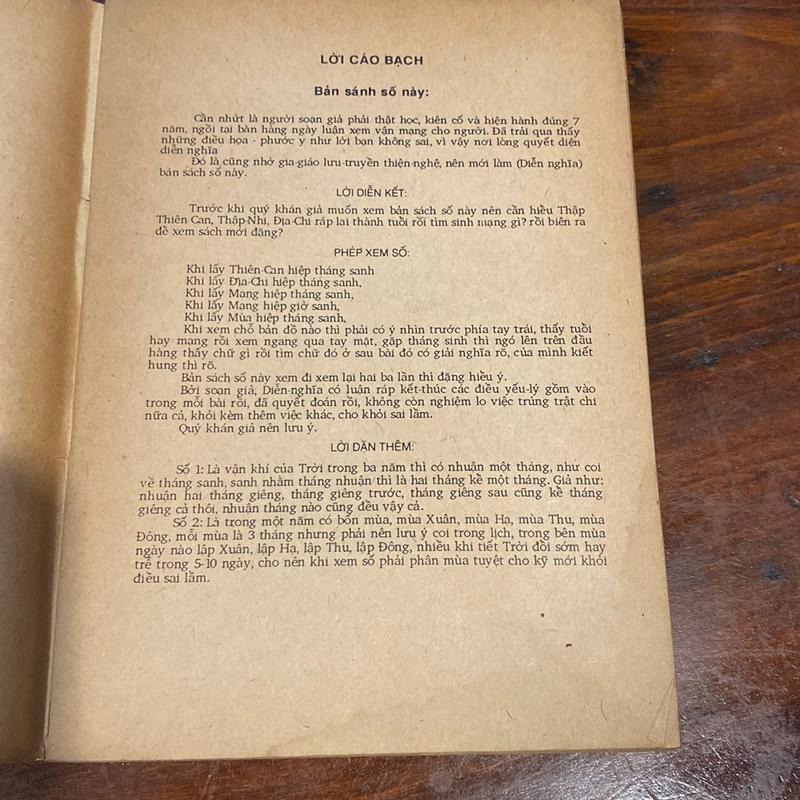 LỜI CÁO BẠCH
Bản sánh số này:
Cần nhứt là người soạn giả phải thật học, kiên cố và hiện hành đúng 7
năm, ngồi tại bàn hàng ngày luận xem vận mạng cho người. Đã trải qua thấy
những điều họa - phước y như lời bạn không sai, vì vậy nơi lòng quyết diện
diễn nghĩa
Đó là cũng nhờ gia-giáo lưu-truyền thiện-nghệ, nên mới làm (Diễn nghĩa)
bán sách số này.
LỜI DIỄN KẾT:
Trước khi quý khán giả muốn xem bản sách số này nên cần hiểu Thập
Thiên-Can, Thập-Nhị, Địa-Chi ráp lại thành tuổi rồi tìm sinh mạng gì? rồi biên ra
để xem sách mới đặng?
PHÉP XEM SỐ:
Khi lấy Thiên-Can hiệp tháng sanh
Khi lấy Địa-Chi hiệp tháng sanh,
Khi lấy Mạng hiệp tháng sanh,
Khi lấy Mạng hiệp giờ sanh,
Khi lấy Mùa hiệp tháng sanh,
Khi xem chỗ bản đồ nào thì phải có ý nhìn trước phía tay trái, thấy tuổi
hay mạng rồi xem ngang qua tay mặt, gặp tháng sinh thì ngó lên trên đầu
hàng thấy chữ gì rồi tìm chữ đó ở sau bài đó có giải nghĩa rõ, của mình kiết
hung thì rõ.
Bản sách số này xem đi xem lại hai ba lần thì đặng hiểu ý.
Bởi soạn giả, Diễn-nghĩa có luận ráp kết-thúc các điều yếu-lý gồm vào
trong mỗi bài rồi, đã quyết đoán rồi, không còn nghiệm lo việc trúng trật chi
nữa cả, khỏi kèm thêm việc khác, cho khỏi sai lầm.
Quý khán giả nên lưu ý.
LỜI DẶN THÊM:
Số 1: Là vận khí của Trời trong ba năm thì có nhuận một tháng, như coi
về tháng sanh, sanh nhằm tháng nhuận thì là hai tháng kể một tháng. Giả như:
nhuận hai tháng giêng, tháng giêng trước, tháng giêng sau cũng kể tháng
giêng cả thôi, nhuận tháng nào cũng đều vậy cả.
Số 2: Là trong một năm có bốn mùa, mùa Xuân, mùa Hạ, mùa Thu, mùa
Đông, mỗi mùa là 3 tháng nhưng phải nên lưu ý coi trong lịch, trong bên mùa
ngày nào lập Xuân, lập Hạ, lập Thu, lập Đông, nhiều khi tiết Trời đổi sớm hay
trễ trong 5-10 ngày, cho nên khi xem số phải phân mùa tuyệt cho kỹ mới khỏi
điều sai lầm.